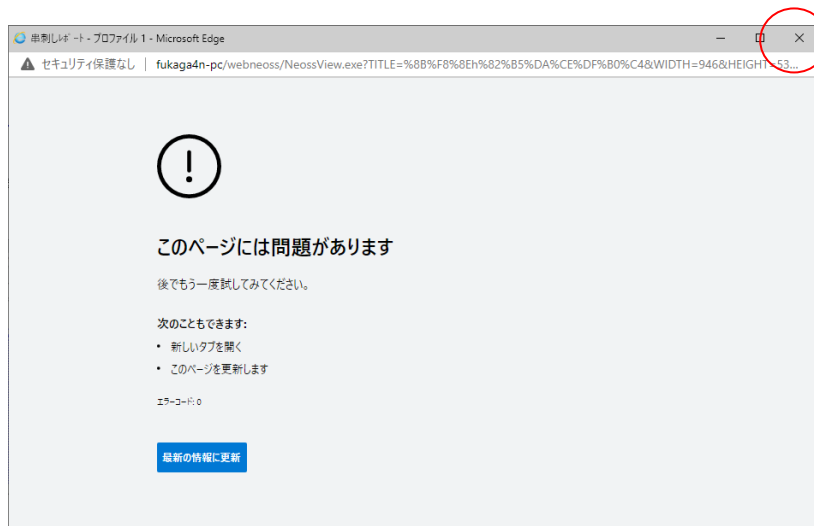 串刺しﾚﾎﾟｰﾄ - プロファイル 1 - Microsoft Edge
セキュリティ保護なし | fukaga4n-pc/webneoss/NeossView.exe?TITLE=%8B%F8%8Eh%82%B5%DA%CE%DF%B0%C4&WIDTH=946&HEIGHT=53...
このページには問題があります
後でもう一度試してみてください。
次のこともできます:
• 新しいタブを開く
• このページを更新します
エラーコード: 0
最新の情報に更新